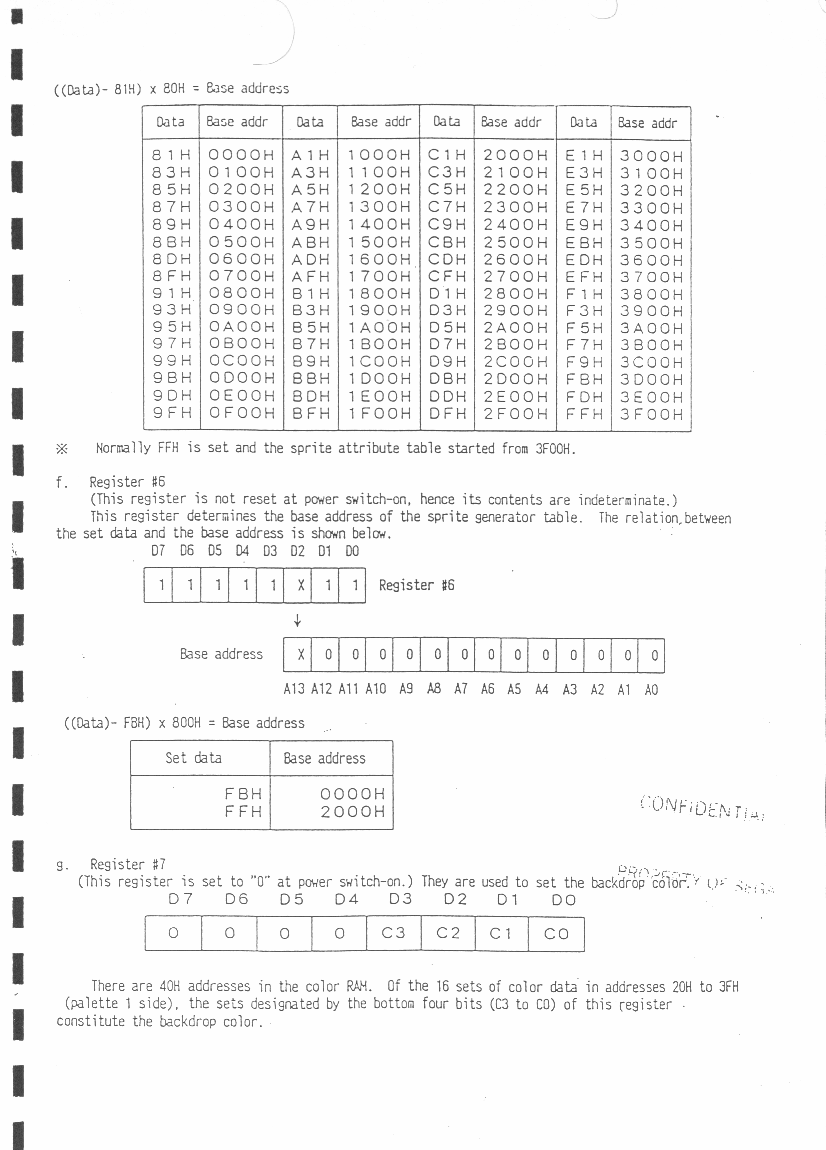 ((Data)- 81H) x 80H = Base address
Data Base addr Data Base addr Data Base addr Data Base addr
81H 0000H A1H 1000H C1H 2000H E1H 3000H
83H 0100H A3H 1100H C3H 2100H E3H 3100H
85H 0200H A5H 1200H C5H 2200H E5H 3200H
87H 0300H A7H 1300H C7H 2300H E7H 3300H
89H 0400H A9H 1400H C9H 2400H E9H 3400H
8BH 0500H ABH 1500H CBH 2500H EBH 3500H
8DH 0600H ADH 1600H CDH 2600H EDH 3600H
8FH 0700H AFH 1700H CFH 2700H EFH 3700H
91H 0800H B1H 1800H D1H 2800H F1H 3800H
93H 0900H B3H 1900H D3H 2900H F3H 3900H
95H 0A00H B5H 1A00H D5H 2A00H F5H 3A00H
97H 0B00H B7H 1B00H D7H 2B00H F7H 3B00H
99H 0C00H B9H 1C00H D9H 2C00H F9H 3C00H
9BH 0D00H BBH 1D00H DBH 2D00H FBH 3D00H
9DH 0E00H BDH 1E00H DDH 2E00H FDH 3E00H
9FH 0F00H BFH 1F00H DFH 2F00H FFH 3F00H
※ Normally FFH is set and the sprite attribute table started from 3F00H.
f. Register #6
(This register is not reset at power switch-on, hence its contents are indeterminate.)
This register determines the base address of the sprite generator table. The relation between
the set data and the base address is shown below.
D7 D6 D5 D4 D3 D2 D1 D0
1 1 1 1 1 X 1 1 Register #6
↓
Base address X 0 0 0 0 0 0 0 0 0 0 0 0 0
A13 A12 A11 A10 A9 A8 A7 A6 A5 A4 A3 A2 A1 A0
((Data)- FBH) x 800H = Base address
Set data Base address
FBH 0000H
FFH 2000H
CONFIDENTIAL
g. Register #7
PROPERTY OF SEGA
(This register is set to "0" at power switch-on.) They are used to set the backdrop color.
D7 D6 D5 D4 D3 D2 D1 D0
0 0 0 0 C3 C2 C1 C0
There are 40H addresses in the color RAM. Of the 16 sets of color data in addresses 20H to 3FH
(palette 1 side), the sets designated by the bottom four bits (C3 to C0) of this register
constitute the backdrop color.